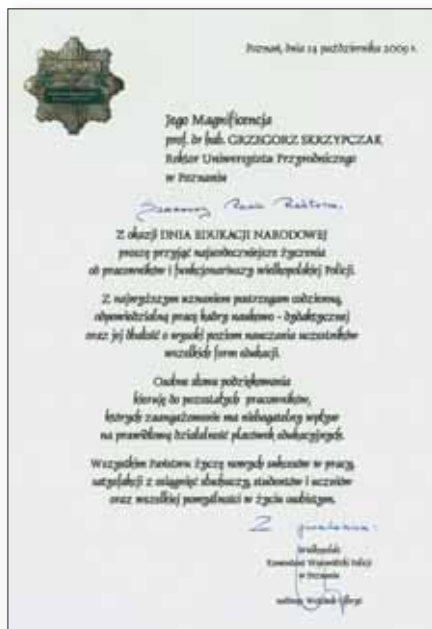 Poznań, dnia 14 października 2009 r.
Jego Magnificencja
prof. dr hab. GRZEGORZ SKRZYPCZAK
Rektor Uniwersytetu Przyrodniczego
w Poznaniu
Szanowny Panie Rektorze,
Z okazji DNIA EDUKACJI NARODOWEJ
proszę przyjąć najserdeczniejsze życzenia
od pracowników i funkcjonariuszy wielkopolskiej Policji.
Z najwyższym uznaniem postrzegam codzienną,
odpowiedzialną pracę kadry naukowo - dydaktycznej
oraz jej dbałość o wysoki poziom nauczania uczestników
wszelkich form edukacji.
Osobne słowa podziękowania
kieruję do pozostałych pracowników,
których zaangażowanie ma niebagatelny wpływ
na prawidłową działalność placówek edukacyjnych.
Wszystkim Państwu życzę nowych sukcesów w pracy,
satysfakcji z osiągnięć słuchaczy, studentów i uczniów
oraz wszelkiej pomyślności w życiu osobistym.
Z
Wielkopolski
Komendant Wojewódzki Policji
w Poznaniu